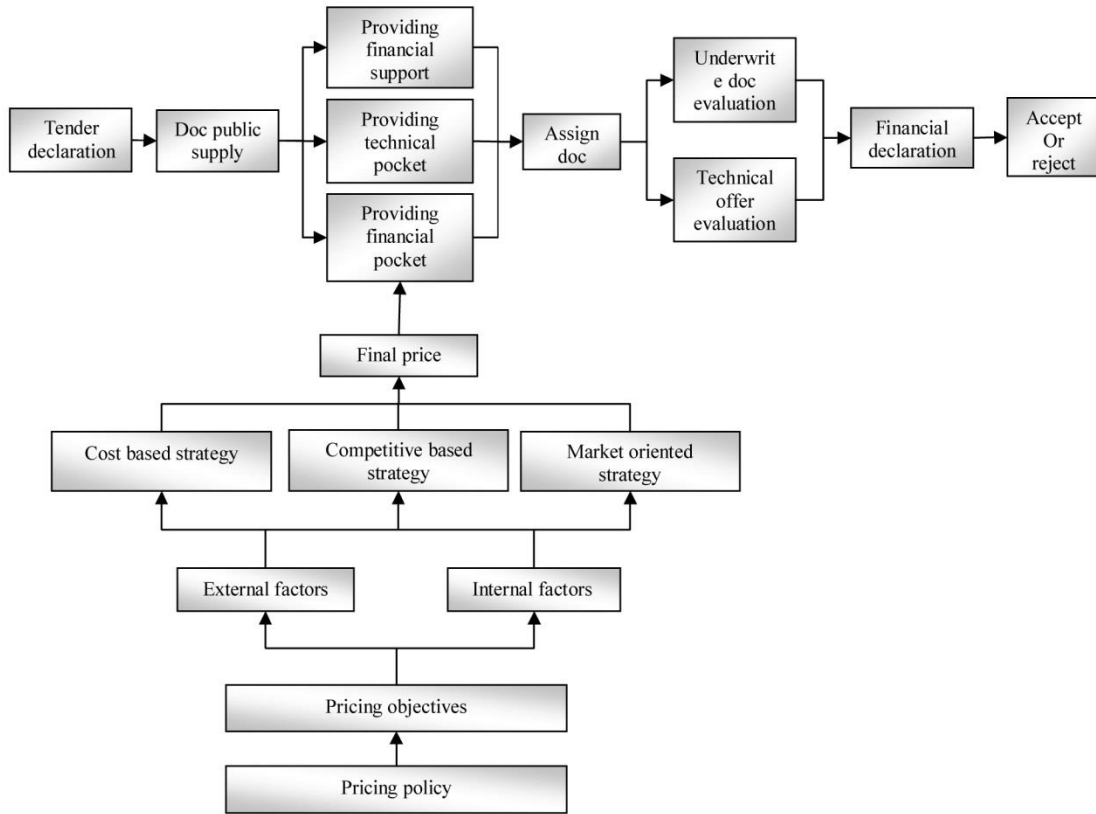 Providing
financial
support
Tender
declaration
Doc public
supply
Providing
technical
pocket
Providing
financial
pocket
Assign
doc
Underwrit
e doc
evaluation
Technical
offer
evaluation
Financial
declaration
Accept
Or
reject
Final price
Cost based strategy
Competitive based
strategy
Market oriented
strategy
External factors
Internal factors
Pricing objectives
Pricing policy